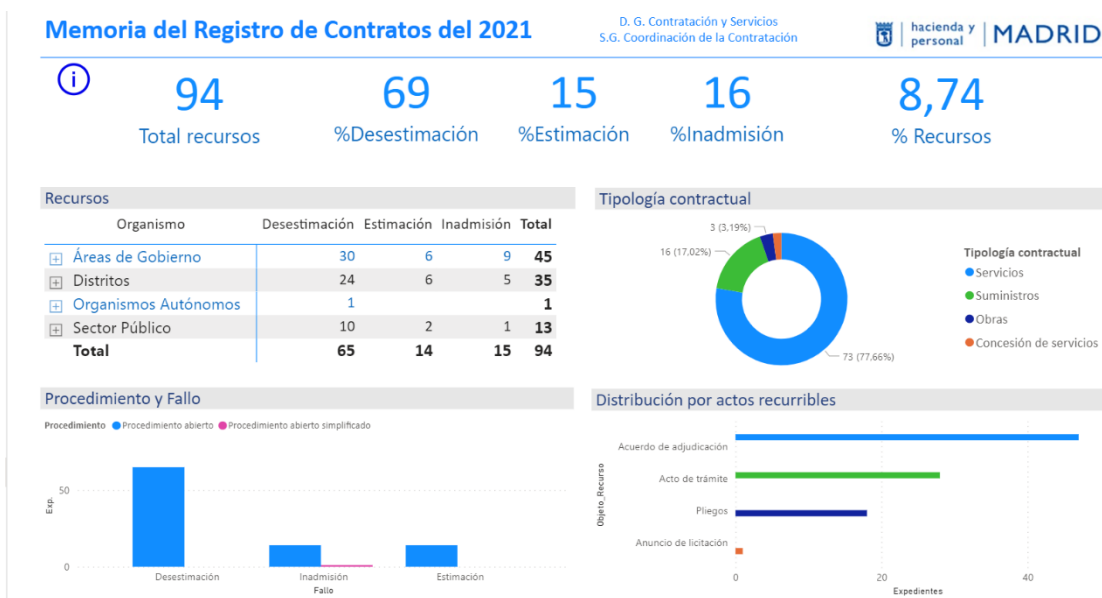 Memoria del Registro de Contratos del 2021
D. G. Contratación y Servicios
S.G. Coordinación de la Contratación
hacienda y
personal
MADRID
i
94
Total recursos
69
%Desestimación
15
%Estimación
16
%Inadmisión
8,74
% Recursos
Recursos
Organismo Desestimación Estimación Inadmisión Total
Áreas de Gobierno 30 6 9 45
Distritos 24 6 5 35
Organismos Autónomos 1 1
Sector Público 10 2 1 13
Total 65 14 15 94
Tipología contractual
3 (3,19%)
16 (17,02%)
73 (77,66%)
Tipología contractual
Servicios
Suministros
Obras
Concesión de servicios
Procedimiento y Fallo
Procedimiento Procedimiento abierto Procedimiento abierto simplificado
Exp.
50
0
Desestimación Inadmisión Estimación
Fallo
Distribución por actos recurribles
Objeto_Recurso
Acuerdo de adjudicación
Acto de trámite
Pliegos
Anuncio de licitación
0 20 40
Expedientes